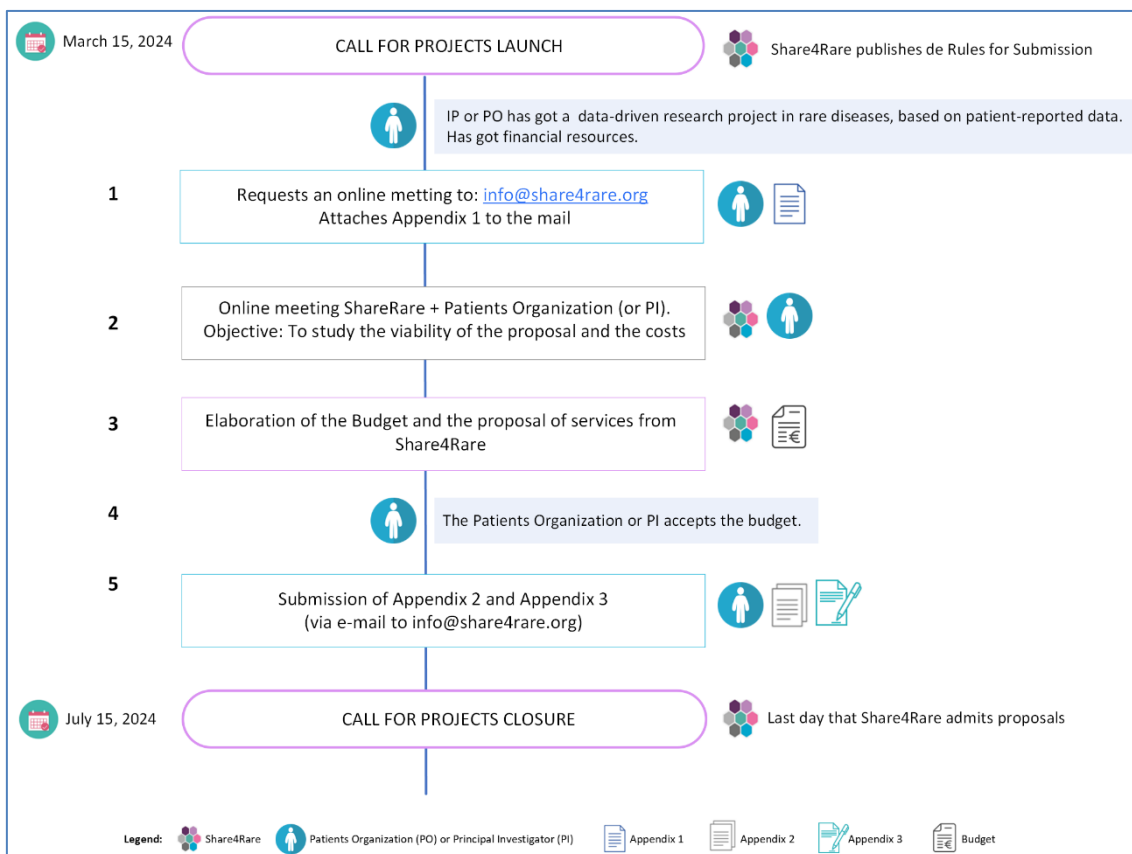 March 15, 2024
CALL FOR PROJECTS LAUNCH
Share4Rare publishes de Rules for Submission
IP or PO has got a data-driven research project in rare diseases, based on patient-reported data.
Has got financial resources.
1
Requests an online metting to: info@share4rare.org
Attaches Appendix 1 to the mail
2
Online meeting ShareRare + Patients Organization (or PI).
Objective: To study the viability of the proposal and the costs
3
Elaboration of the Budget and the proposal of services from
Share4Rare
€
4
The Patients Organization or PI accepts the budget.
5
Submission of Appendix 2 and Appendix 3
(via e-mail to info@share4rare.org)
July 15, 2024
CALL FOR PROJECTS CLOSURE
Last day that Share4Rare admits proposals
Legend: Share4Rare Patients Organization (PO) or Principal Investigator (PI) Appendix 1 Appendix 2 Appendix 3 € Budget